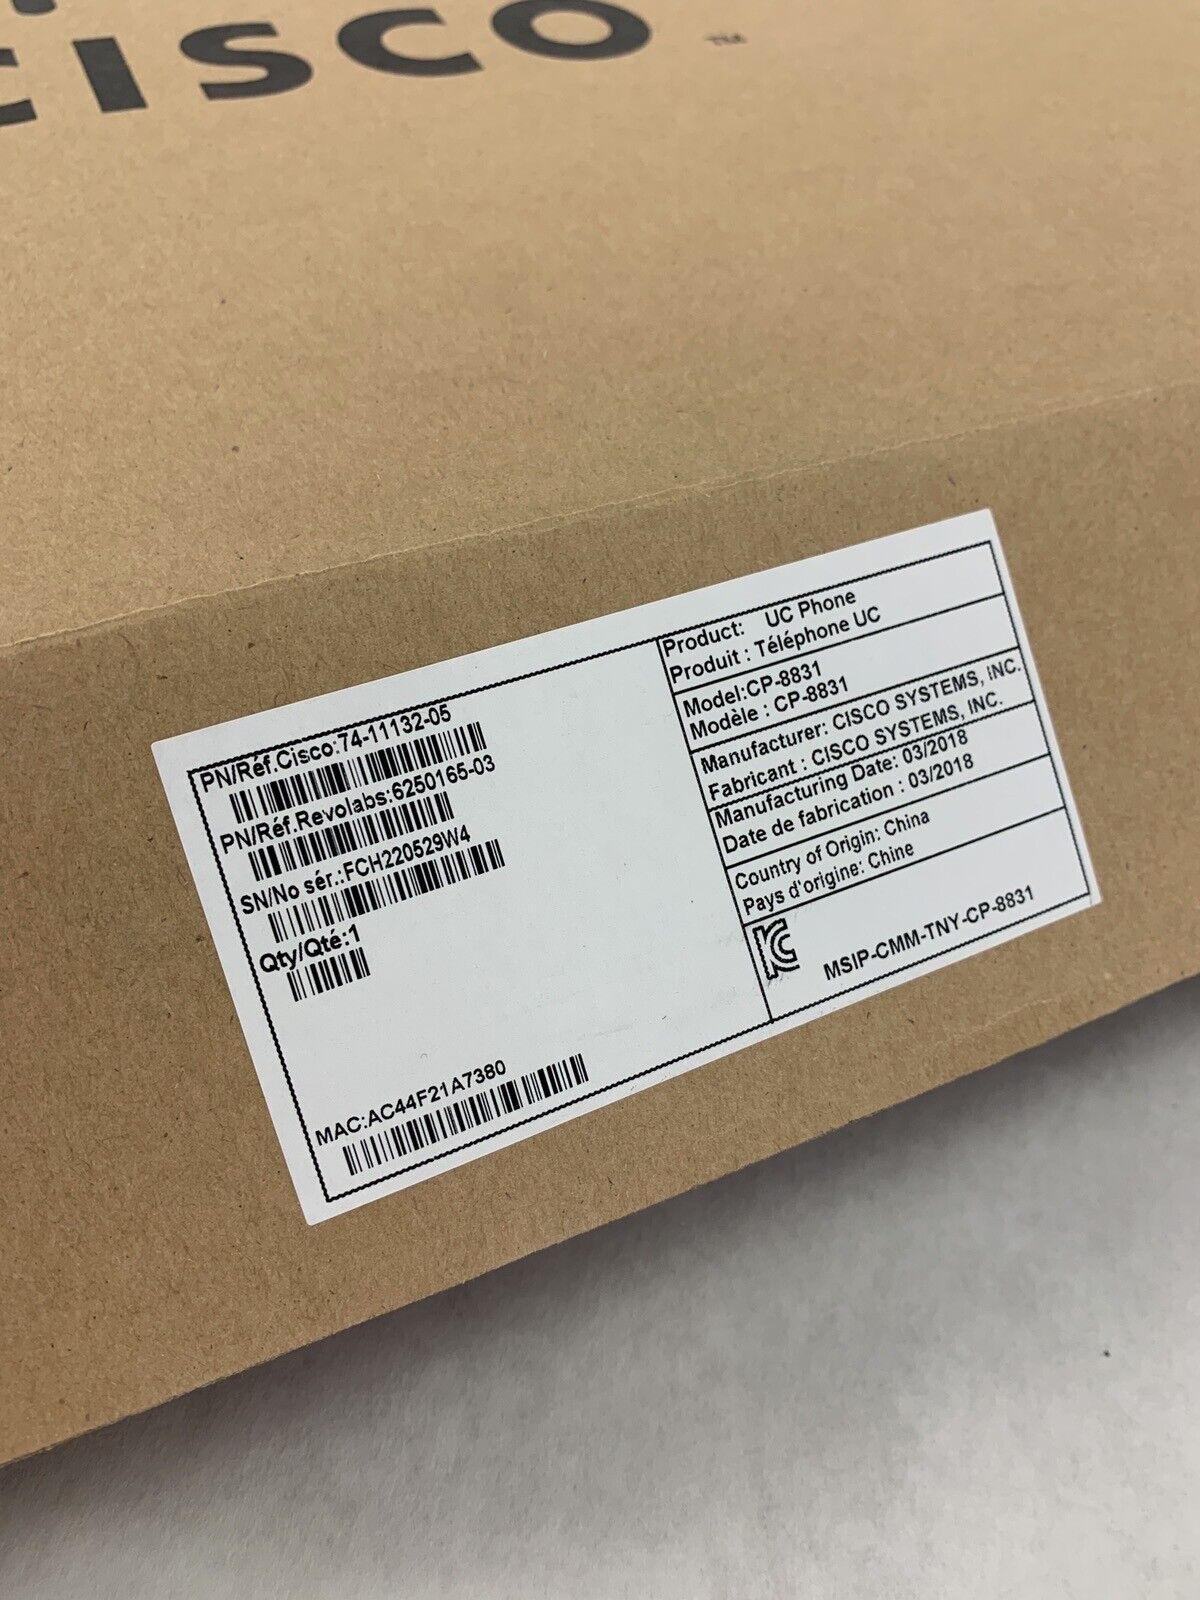 CISCO ™
PN/Réf.Cisco:74-11132-05
PN/Réf.Revolabs:6250165-03
SN/No sér.:FCH220529W4
Qty/Qté:1
MAC:AC44F21A7380
Product: UC Phone
Produit : Téléphone UC
Model:CP-8831
Modèle : CP-8831
Manufacturer: CISCO SYSTEMS, INC.
Fabricant : CISCO SYSTEMS, INC.
Manufacturing Date: 03/2018
Date de fabrication : 03/2018
Country of Origin: China
Pays d'origine: Chine
MSIP-CMM-TNY-CP-8831